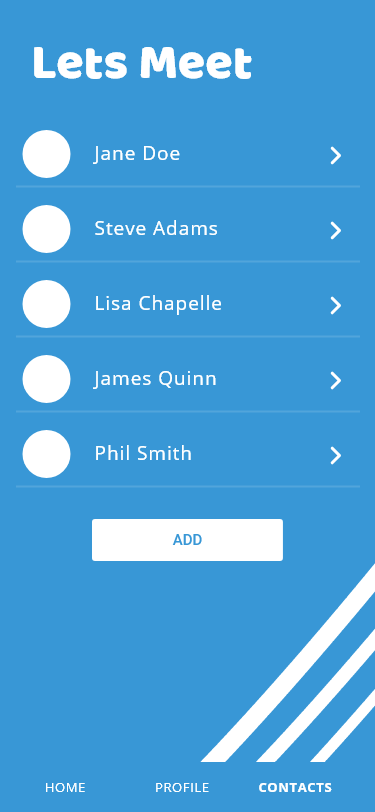 Lets Meet
Jane Doe
Steve Adams
Lisa Chapelle
James Quinn
Phil Smith
ADD
HOME PROFILE CONTACTS